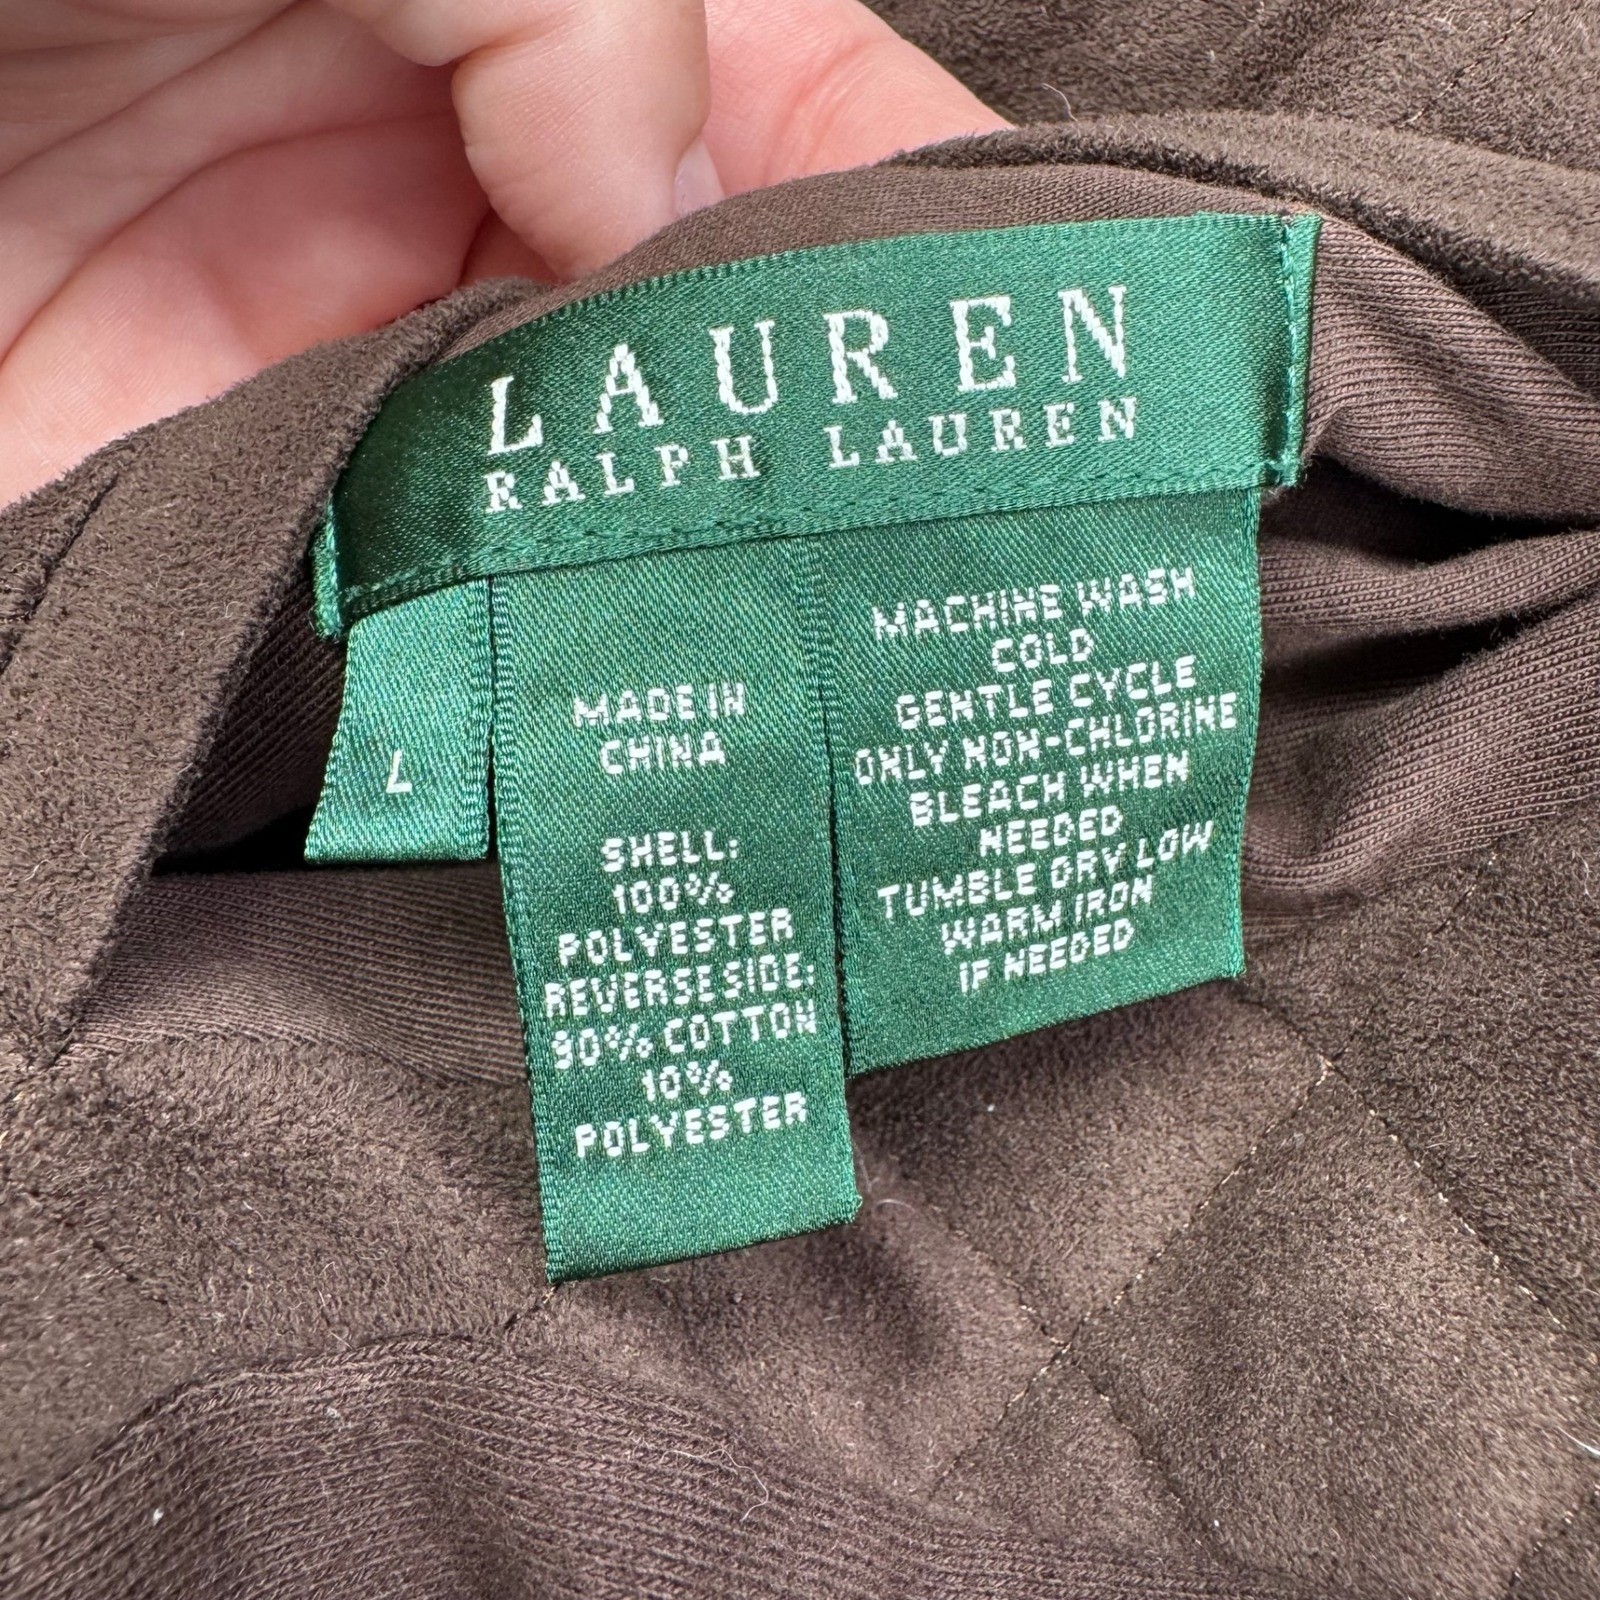 LAUREN
RALPH LAUREN
L
MADE IN
CHINA
SHELL:
100%
POLYESTER
REVERSE SIDE:
90% COTTON
10%
POLYESTER
MACHINE WASH
COLD
GENTLE CYCLE
ONLY NON-CHLORINE
BLEACH WHEN
NEEDED
TUMBLE DRY LOW
WARM IRON
IF NEEDED